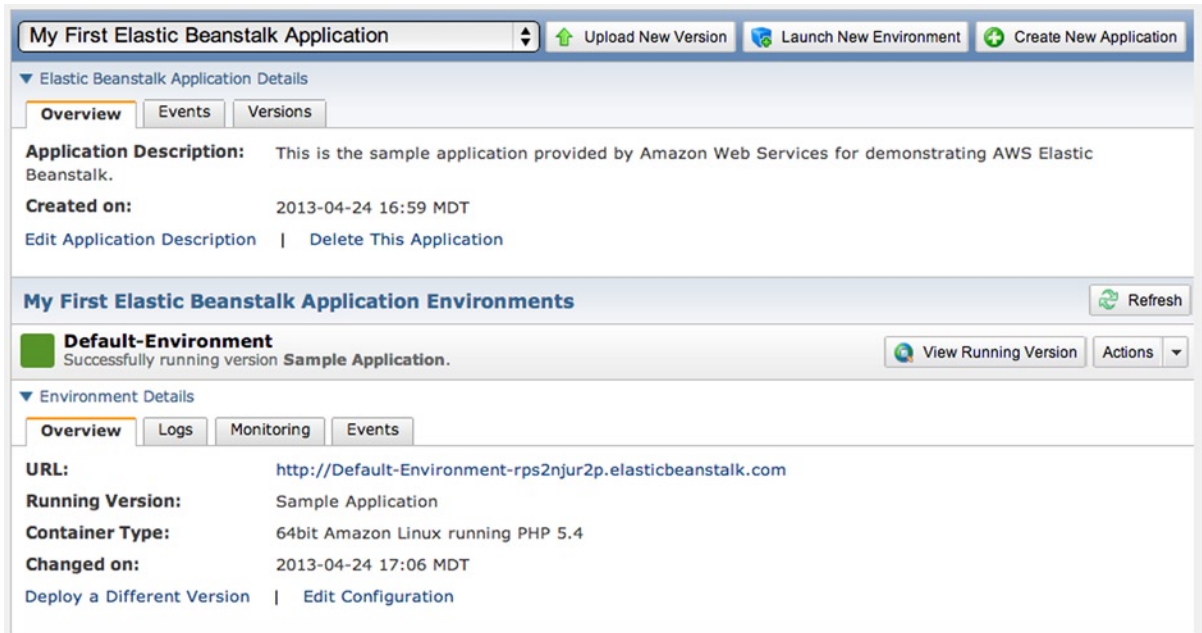 My First Elastic Beanstalk Application
Upload New Version
Launch New Environment
Create New Application
Elastic Beanstalk Application Details
Overview
Events
Versions
Application Description: This is the sample application provided by Amazon Web Services for demonstrating AWS Elastic
Beanstalk.
Created on: 2013-04-24 16:59 MDT
Edit Application Description | Delete This Application
My First Elastic Beanstalk Application Environments
Refresh
Default-Environment
Successfully running version Sample Application.
View Running Version
Actions
Environment Details
Overview
Logs
Monitoring
Events
URL: http://Default-Environment-rps2njur2p.elasticbeanstalk.com
Running Version: Sample Application
Container Type: 64bit Amazon Linux running PHP 5.4
Changed on: 2013-04-24 17:06 MDT
Deploy a Different Version | Edit Configuration